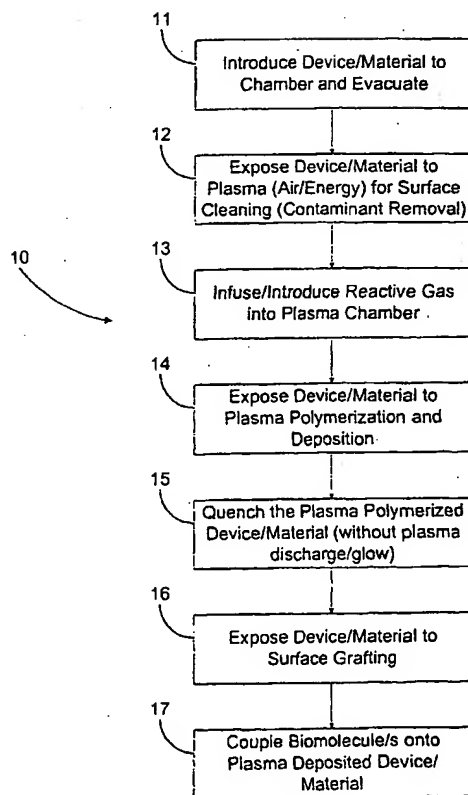 11
Introduce Device/Material to
Chamber and Evacuate
12
Expose Device/Material to
Plasma (Air/Energy) for Surface
Cleaning (Contaminant Removal)
10
13
Infuse/Introduce Reactive Gas
into Plasma Chamber
14
Expose Device/Material to
Plasma Polymerization and
Deposition
15
Quench the Plasma Polymerized
Device/Material (without plasma
discharge/glow)
16
Expose Device/Material to
Surface Grafting
17
Couple Biomolecule/s onto
Plasma Deposited Device/
Material